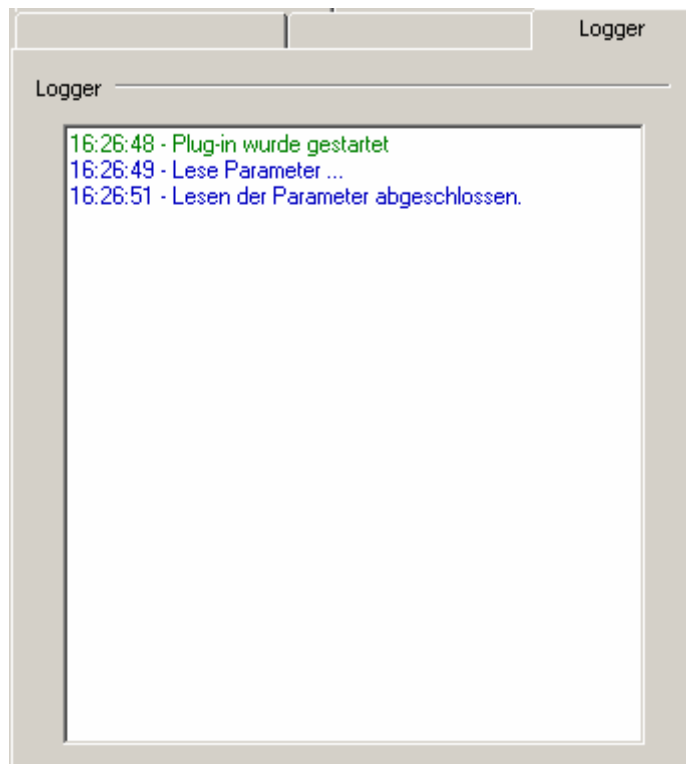 Logger
Logger
16:26:48 - Plug-in wurde gestartet
16:26:49 - Lese Parameter ...
16:26:51 - Lesen der Parameter abgeschlossen.